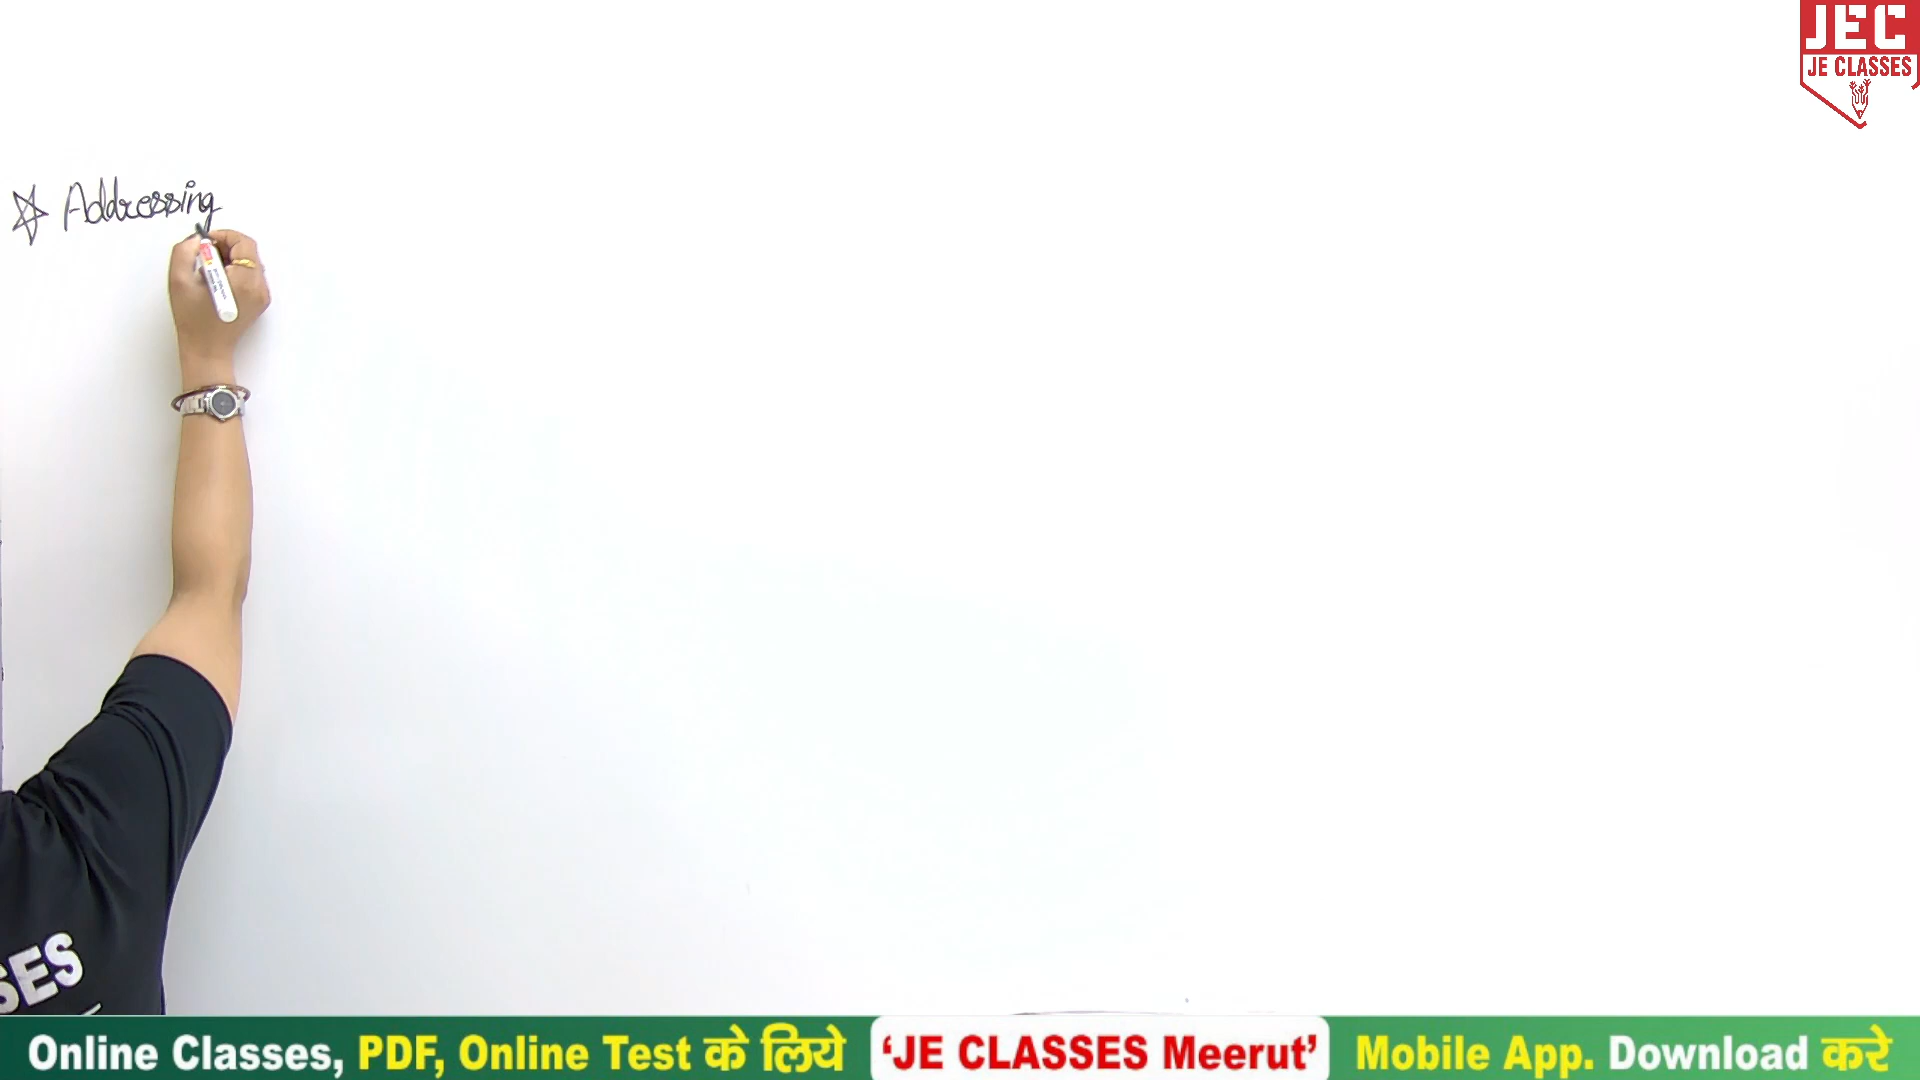 JEC
JE CLASSES
☆ Addressing
SES
Online Classes, PDF, Online Test के लिये 'JE CLASSES Meerut' Mobile App. Download करे